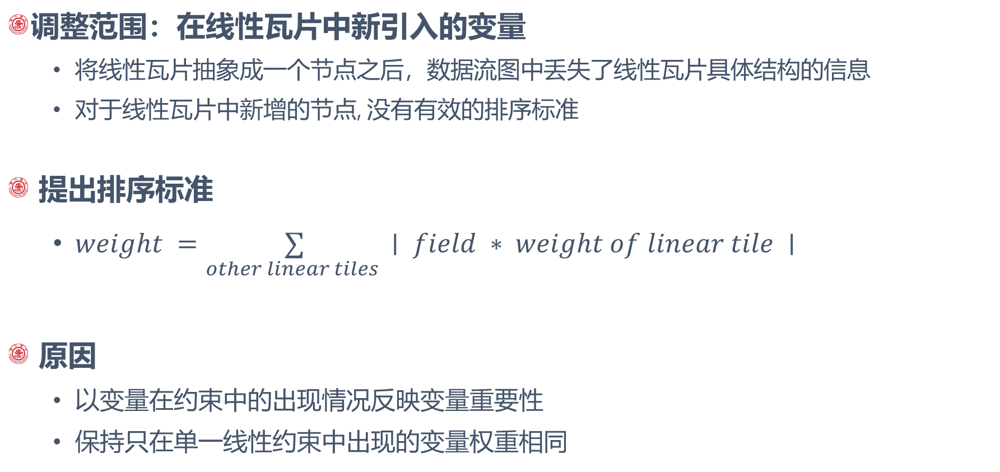 调整范围：在线性瓦片中新引入的变量
• 将线性瓦片抽象成一个节点之后，数据流图中丢失了线性瓦片具体结构的信息
• 对于线性瓦片中新增的节点, 没有有效的排序标准
提出排序标准
• weight = ∑ | field * weight of linear tile |
other linear tiles
原因
• 以变量在约束中的出现情况反映变量重要性
• 保持只在单一线性约束中出现的变量权重相同